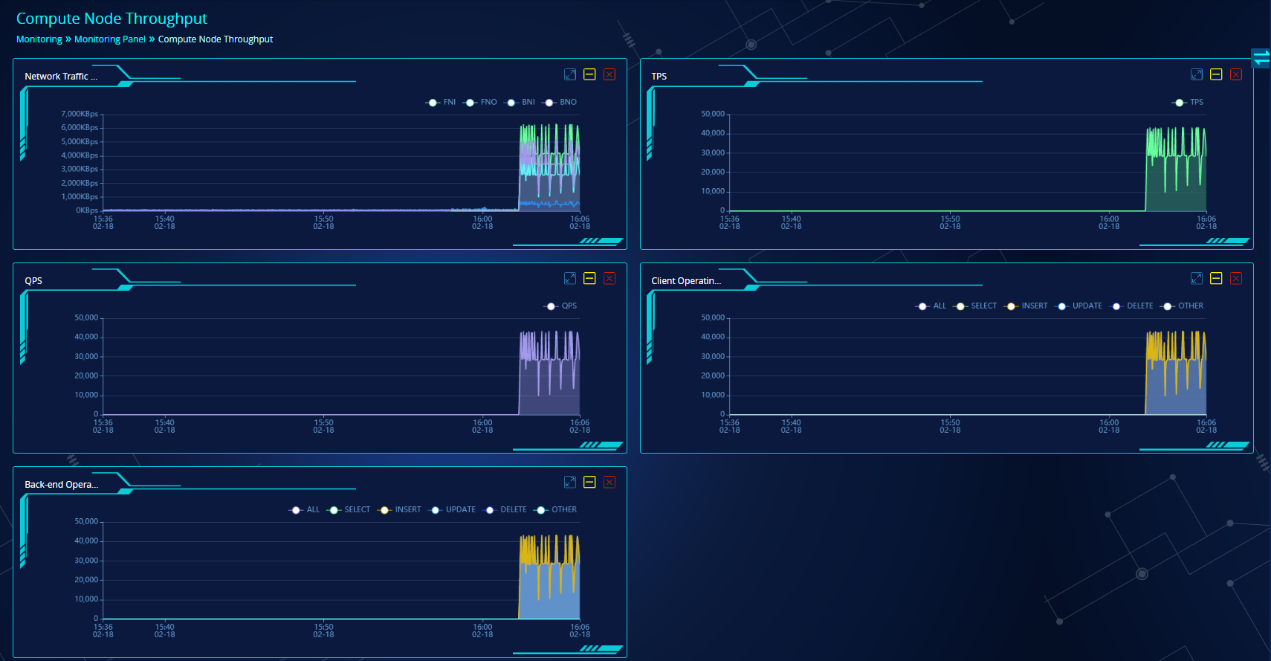 Compute Node Throughput
Monitoring » Monitoring Panel » Compute Node Throughput
Network Traffic ...
FNI FNO BNI BNO
7,000KBps
6,000KBps
5,000KBps
4,000KBps
3,000KBps
2,000KBps
1,000KBps
0KBps
15:36 15:40 15:50 16:00 16:06
02-18 02-18 02-18 02-18 02-18
TPS
TPS
50,000
40,000
30,000
20,000
10,000
0
15:36 15:40 15:50 16:00 16:06
02-18 02-18 02-18 02-18 02-18
QPS
QPS
50,000
40,000
30,000
20,000
10,000
0
15:36 15:40 15:50 16:00 16:06
02-18 02-18 02-18 02-18 02-18
Client Operatin...
ALL SELECT INSERT UPDATE DELETE OTHER
50,000
40,000
30,000
20,000
10,000
0
15:36 15:40 15:50 16:00 16:06
02-18 02-18 02-18 02-18 02-18
Back-end Opera...
ALL SELECT INSERT UPDATE DELETE OTHER
50,000
40,000
30,000
20,000
10,000
0
15:36 15:40 15:50 16:00 16:06
02-18 02-18 02-18 02-18 02-18